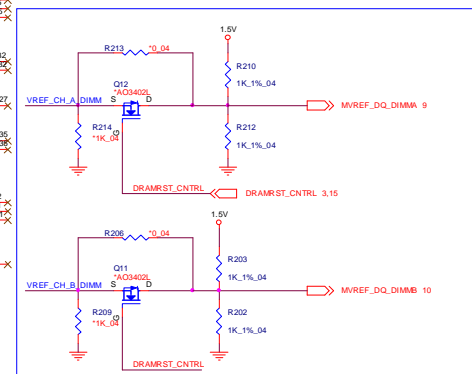 1.5V
R213
*0_04
R210
1K_1%_04
Q12
*AO3402L
VREF_CH_A_DIMM
S
D
MVREF_DQ_DIMMA 9
R214
*1K_04
G
R212
1K_1%_04
DRAMRST_CNTRL
DRAMRST_CNTRL 3,15
1.5V
R206
*0_04
R203
1K_1%_04
Q11
*AO3402L
VREF_CH_B_DIMM
S
D
MVREF_DQ_DIMMB 10
R209
*1K_04
G
R202
1K_1%_04
DRAMRST_CNTRL